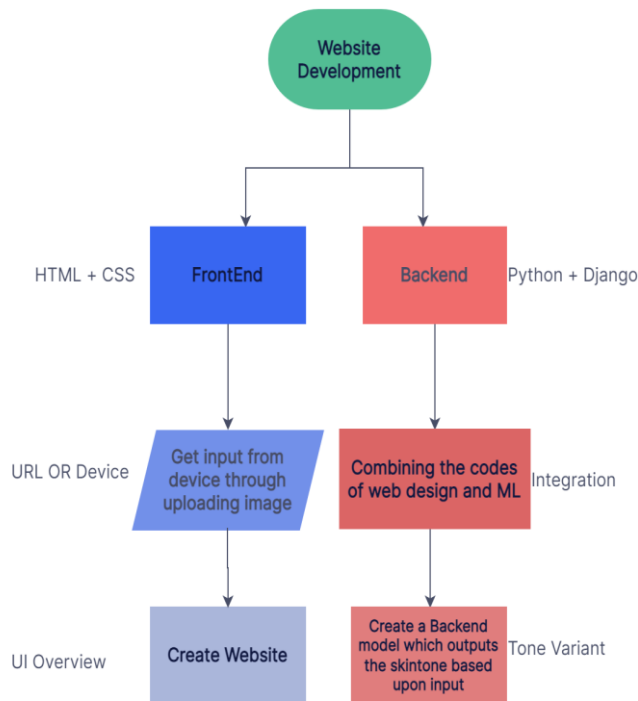 Website
Development
HTML + CSS
FrontEnd
Backend
Python + Django
URL OR Device
Get input from
device through
uploading image
Combining the codes
of web design and ML
Integration
UI Overview
Create Website
Create a Backend
model which outputs
the skintone based
upon input
Tone Variant